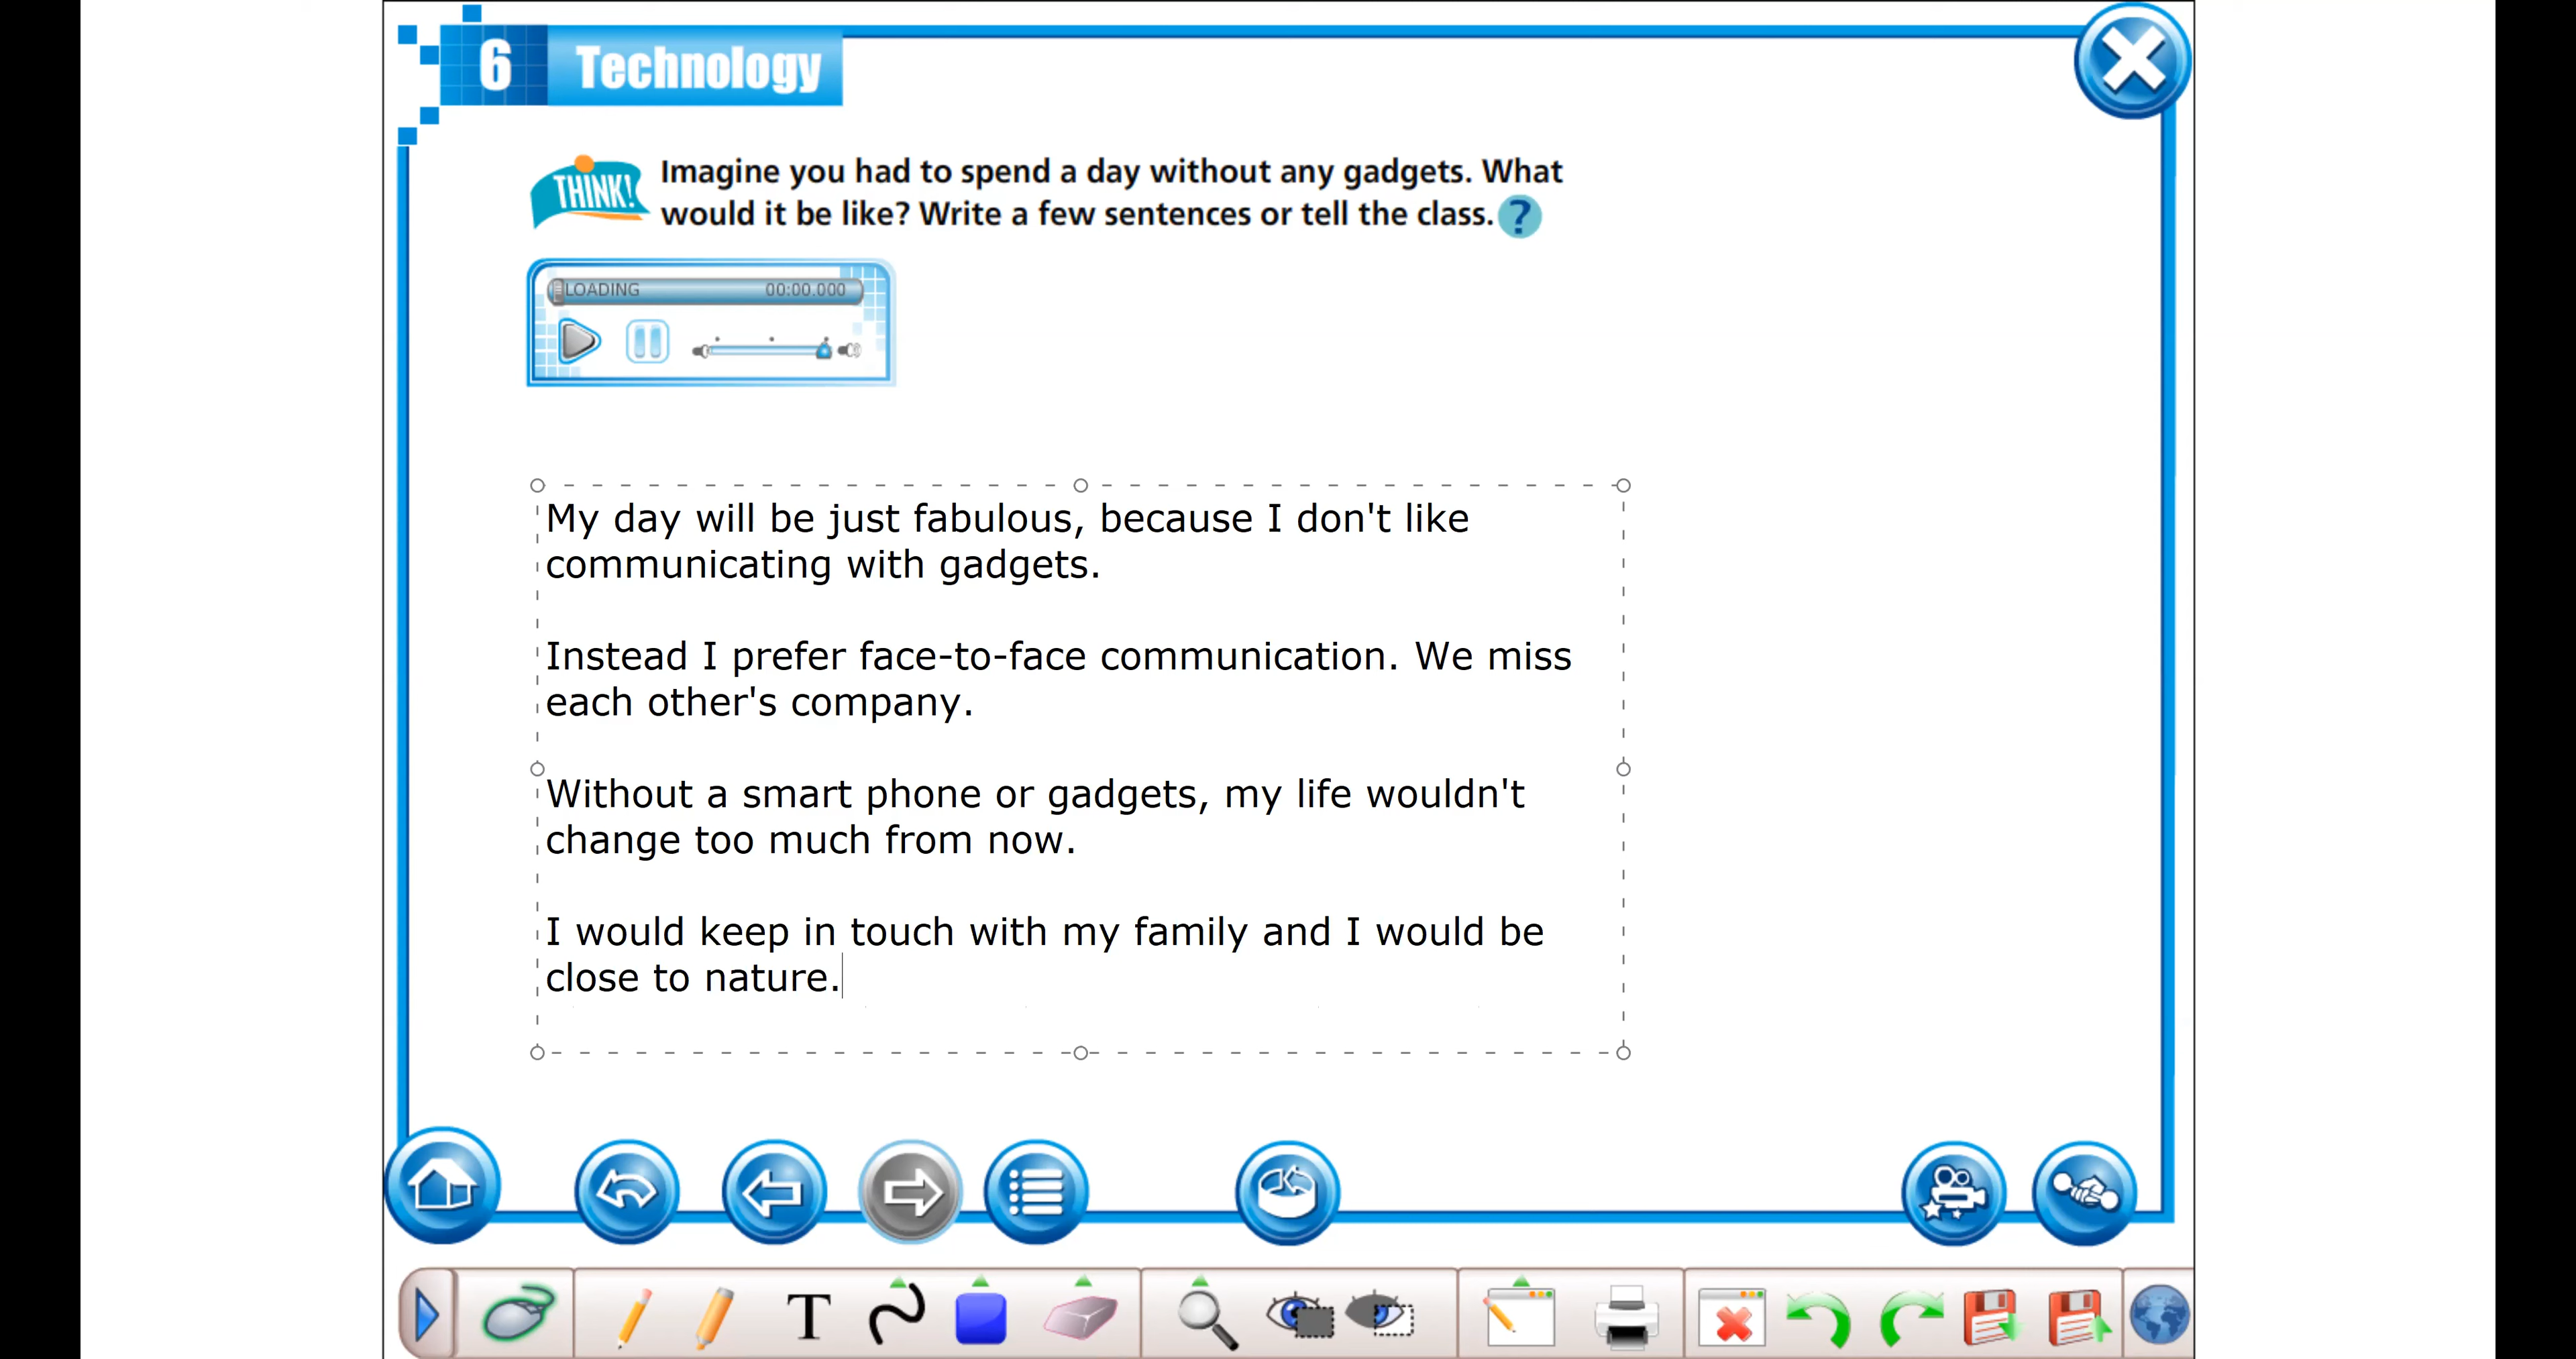 6 Technology
THINK! Imagine you had to spend a day without any gadgets. What
would it be like? Write a few sentences or tell the class. ?
LOADING 00:00.000
My day will be just fabulous, because I don't like
communicating with gadgets.
Instead I prefer face-to-face communication. We miss
each other's company.
Without a smart phone or gadgets, my life wouldn't
change too much from now.
I would keep in touch with my family and I would be
close to nature.
T